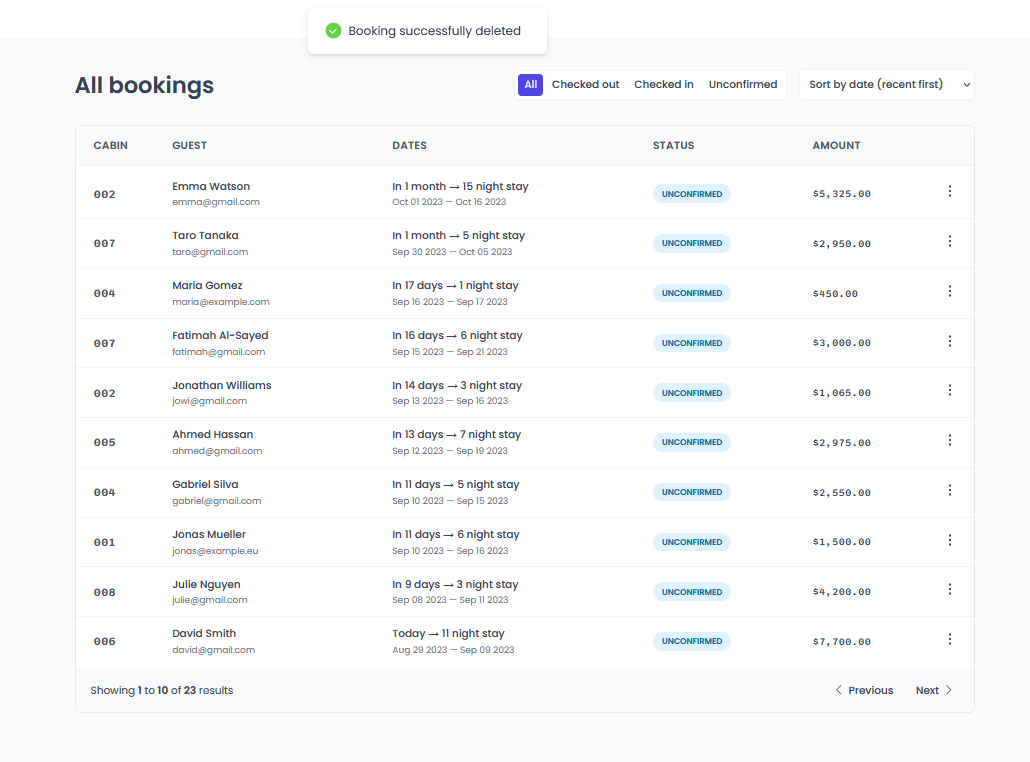 Booking successfully deleted
All bookings
All Checked out Checked in Unconfirmed Sort by date (recent first)
CABIN GUEST DATES STATUS AMOUNT
002 Emma Watson In 1 month → 15 night stay UNCONFIRMED $5,325.00
emma@gmail.com Oct 01 2023 — Oct 16 2023
007 Taro Tanaka In 1 month → 5 night stay UNCONFIRMED $2,950.00
taro@gmail.com Sep 30 2023 — Oct 05 2023
004 Maria Gomez In 17 days → 1 night stay UNCONFIRMED $450.00
maria@example.com Sep 16 2023 — Sep 17 2023
007 Fatimah Al-Sayed In 16 days → 6 night stay UNCONFIRMED $3,000.00
fatimah@gmail.com Sep 15 2023 — Sep 21 2023
002 Jonathan Williams In 14 days → 3 night stay UNCONFIRMED $1,065.00
jowi@gmail.com Sep 13 2023 — Sep 16 2023
005 Ahmed Hassan In 13 days → 7 night stay UNCONFIRMED $2,975.00
ahmed@gmail.com Sep 12 2023 — Sep 19 2023
004 Gabriel Silva In 11 days → 5 night stay UNCONFIRMED $2,550.00
gabriel@gmail.com Sep 10 2023 — Sep 15 2023
001 Jonas Mueller In 11 days → 6 night stay UNCONFIRMED $1,500.00
jonas@example.eu Sep 10 2023 — Sep 16 2023
008 Julie Nguyen In 9 days → 3 night stay UNCONFIRMED $4,200.00
julie@gmail.com Sep 08 2023 — Sep 11 2023
006 David Smith Today → 11 night stay UNCONFIRMED $7,700.00
david@gmail.com Aug 29 2023 — Sep 09 2023
Showing 1 to 10 of 23 results Previous Next